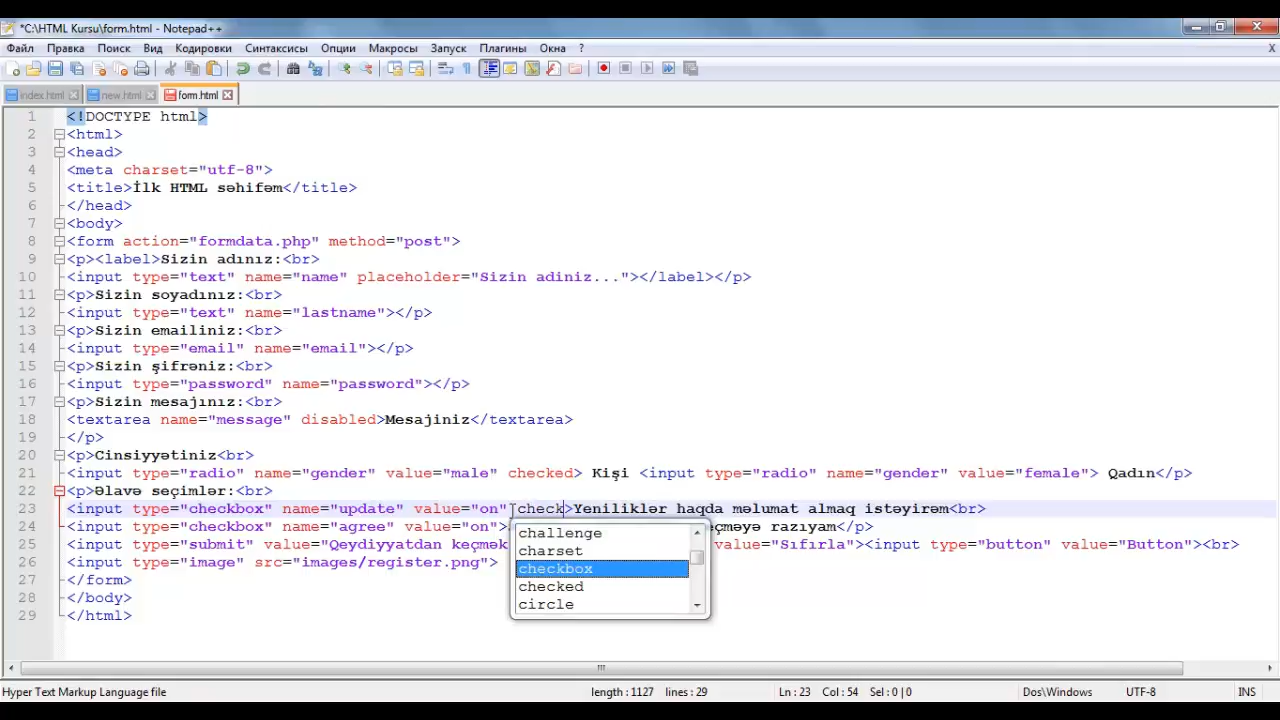 *C:\HTML Kursu\form.html - Notepad++
Файл Правка Поиск Вид Кодировки Синтаксисы Опции Макросы Запуск Плагины Окна ? X
index.html new.html form.html
1 <!DOCTYPE html>
2 <html>
3 <head>
4 <meta charset="utf-8">
5 <title>İlk HTML səhifəm</title>
6 </head>
7 <body>
8 <form action="formdata.php" method="post">
9 <p><label>Sizin adınız:<br>
10 <input type="text" name="name" placeholder="Sizin adiniz..."></label></p>
11 <p>Sizin soyadınız:<br>
12 <input type="text" name="lastname"></p>
13 <p>Sizin emailiniz:<br>
14 <input type="email" name="email"></p>
15 <p>Sizin şifrəniz:<br>
16 <input type="password" name="password"></p>
17 <p>Sizin mesajınız:<br>
18 <textarea name="message" disabled>Mesajiniz</textarea>
19 </p>
20 <p>Cinsiyyətiniz<br>
21 <input type="radio" name="gender" value="male" checked> Kişi <input type="radio" name="gender" value="female"> Qadın</p>
22 <p>Əlavə seçimlər:<br>
23 <input type="checkbox" name="update" value="on" check>Yeniliklər haqda məlumat almaq istəyirəm<br>
24 <input type="checkbox" name="agree" value="on"> eçməyə razıyam</p>
25 <input type="submit" value="Qeydiyyatdan keçmək value="Sıfırla"><input type="button" value="Button"><br>
26 <input type="image" src="images/register.png">
27 </form>
28 </body>
29 </html>
challenge
charset
checkbox
checked
circle
Hyper Text Markup Language file length : 1127 lines : 29 Ln : 23 Col : 54 Sel : 0 | 0 Dos\Windows UTF-8 INS